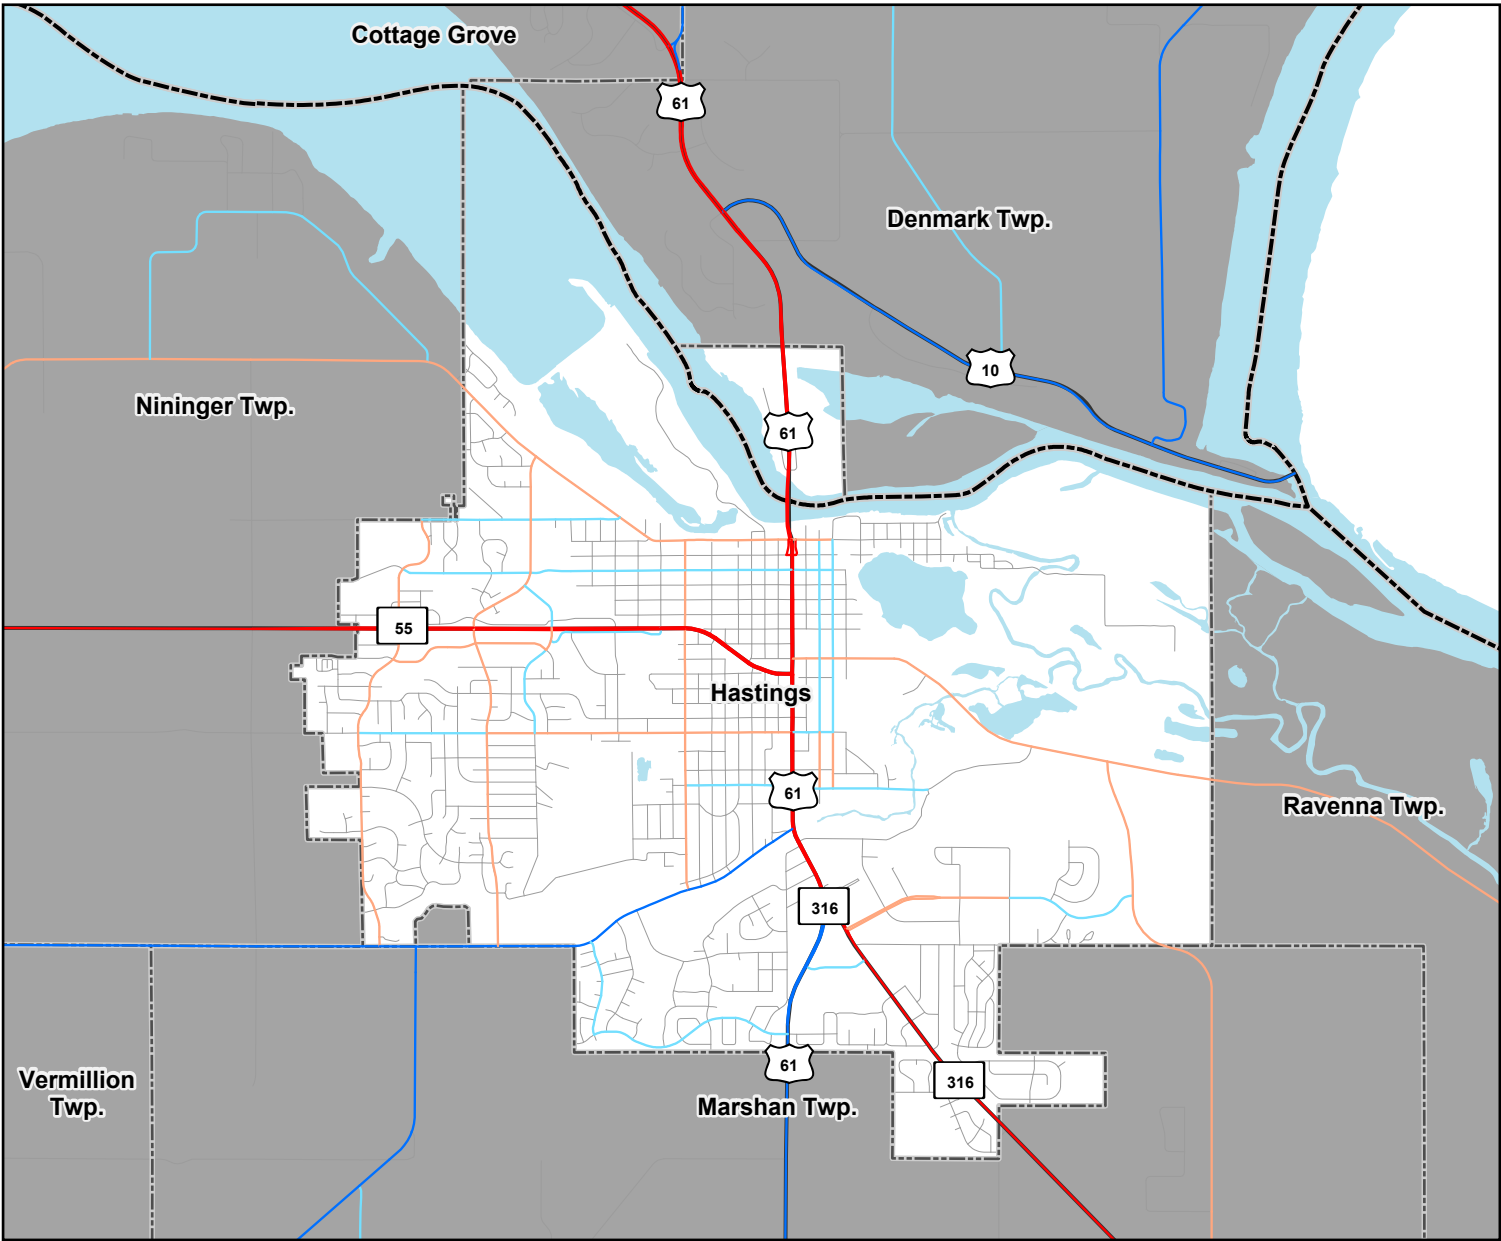 Cottage Grove
61
Denmark Twp.
10
Nininger Twp.
61
55
Hastings
61
Ravenna Twp.
316
61
Vermillion
Twp.
316
Marshan Twp.